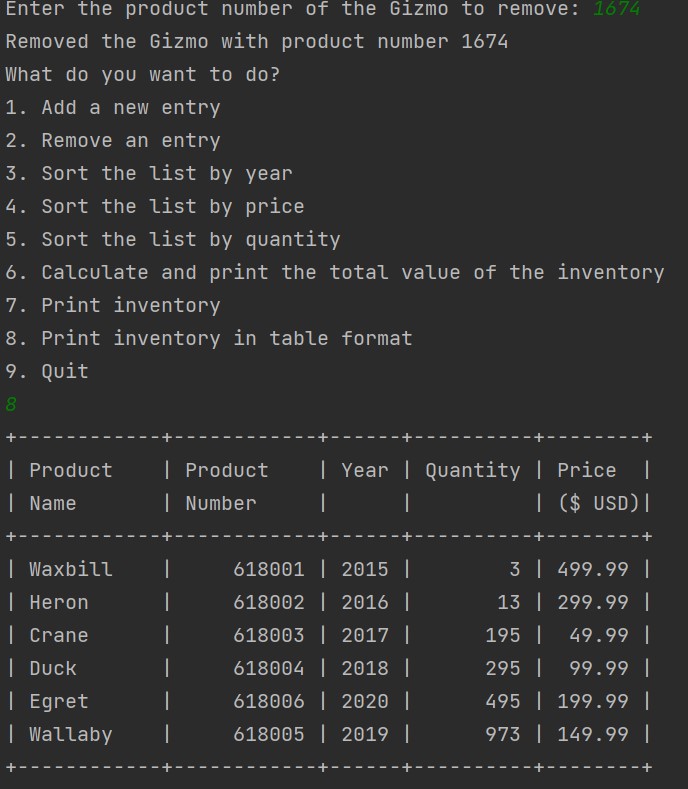 Enter the product number of the Gizmo to remove: 1674
Removed the Gizmo with product number 1674
What do you want to do?
1. Add a new entry
2. Remove an entry
3. Sort the list by year
4. Sort the list by price
5. Sort the list by quantity
6. Calculate and print the total value of the inventory
7. Print inventory
8. Print inventory in table format
9. Quit
8
+------------+------------+------+----------+--------+
| Product    | Product    | Year | Quantity | Price  |
| Name       | Number     |      |          | ($ USD)|
+------------+------------+------+----------+--------+
| Waxbill    |     618001 | 2015 |        3 | 499.99 |
| Heron      |     618002 | 2016 |       13 | 299.99 |
| Crane      |     618003 | 2017 |      195 |  49.99 |
| Duck       |     618004 | 2018 |      295 |  99.99 |
| Egret      |     618006 | 2020 |      495 | 199.99 |
| Wallaby    |     618005 | 2019 |      973 | 149.99 |
+------------+------------+------+----------+--------+